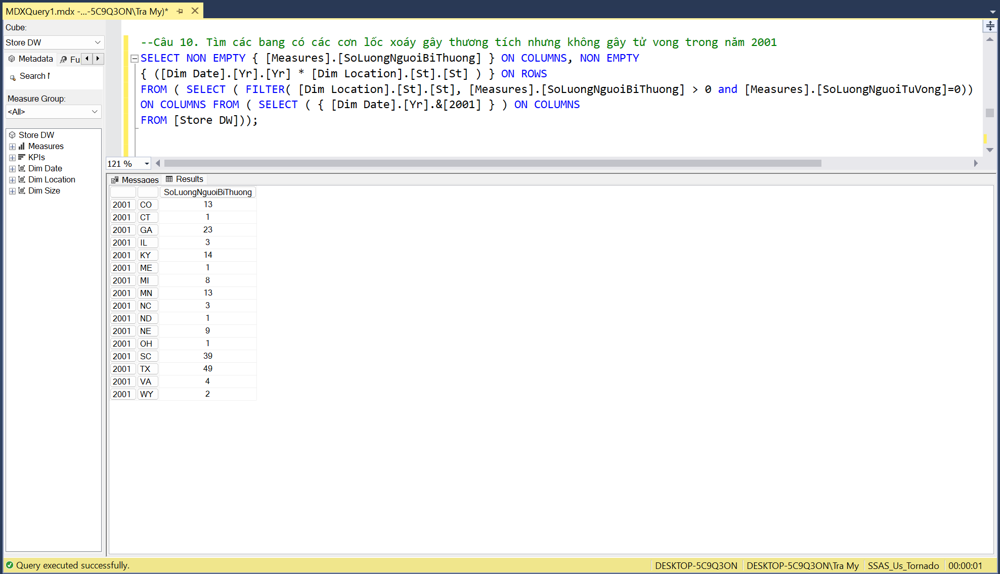 MDXQuery1.mdx -...-5C9Q3ON\Tra My)*
Cube:
Store DW
Metadata
Fu
Search
Measure Group:
<All>
Store DW
Measures
KPIs
Dim Date
Dim Location
Dim Size
--Câu 10. Tìm các bang có các cơn lốc xoáy gây thương tích nhưng không gây tử vong trong năm 2001
SELECT NON EMPTY { [Measures].[SoLuongNguoiBiThuong] } ON COLUMNS, NON EMPTY
{ ([Dim Date].[Yr].[Yr] * [Dim Location].[St].[St] ) } ON ROWS
FROM ( SELECT ( FILTER( [Dim Location].[St].[St], [Measures].[SoLuongNguoiBiThuong] > 0 and [Measures].[SoLuongNguoiTuVong]=0))
ON COLUMNS FROM ( SELECT ( { [Dim Date].[Yr].&[2001] } ) ON COLUMNS
FROM [Store DW]));
121 %
Messages
Results
SoLuongNguoiBiThuong
2001 CO 13
2001 CT 1
2001 GA 23
2001 IL 3
2001 KY 14
2001 ME 1
2001 MI 8
2001 MN 13
2001 NC 3
2001 ND 1
2001 NE 9
2001 OH 1
2001 SC 39
2001 TX 49
2001 VA 4
2001 WY 2
Query executed successfully.
DESKTOP-5C9Q3ON
DESKTOP-5C9Q3ON\Tra My
SSAS_Us_Tornado
00:00:01